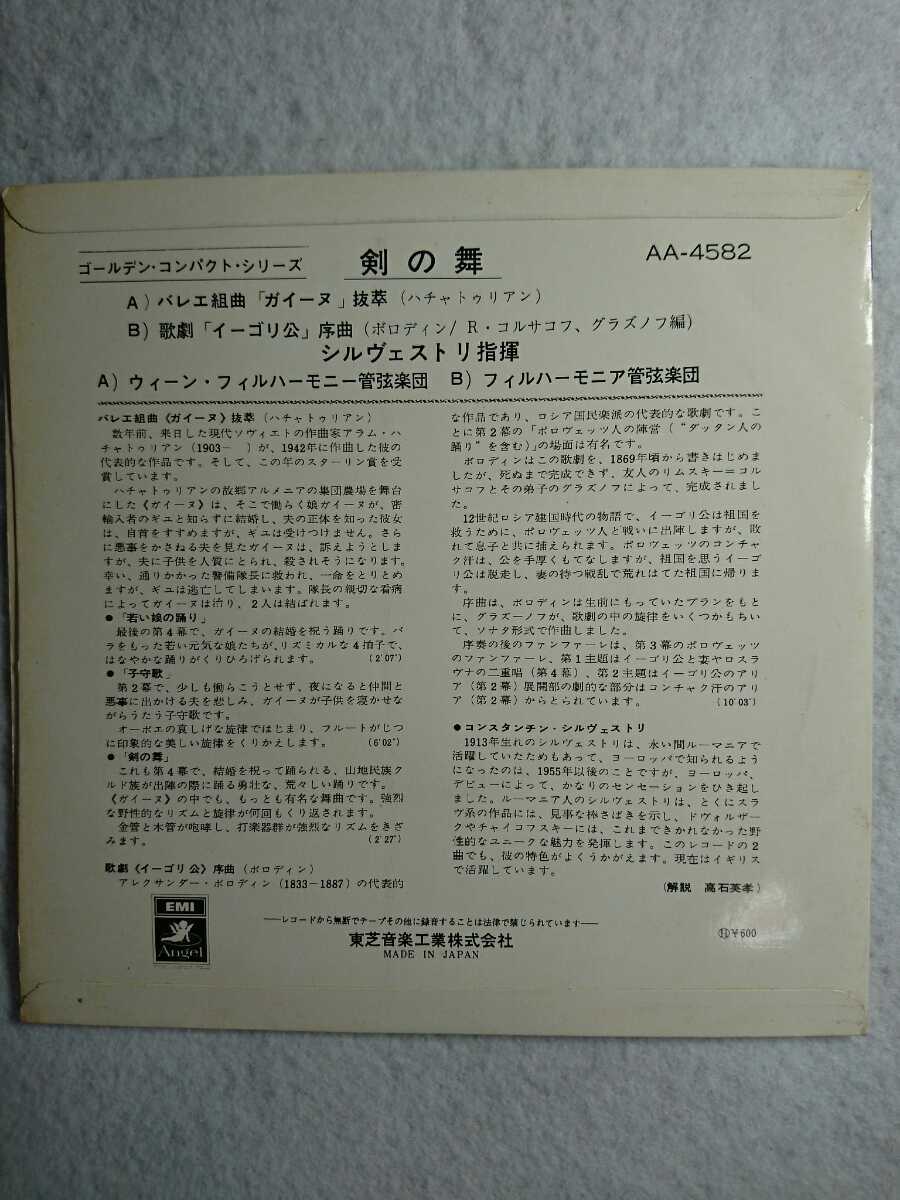 ゴールデン・コンパクト・シリーズ
剣の舞
AA-4582
A) バレエ組曲「ガイーヌ」抜萃 (ハチャトゥリアン)
B) 歌劇「イーゴリ公」序曲 (ボロディン/ R・コルサコフ、グラズノフ編)
シルヴェストリ指揮
A) ウィーン・フィルハーモニー管弦楽団 B) フィルハーモニア管弦楽団
バレエ組曲《ガイーヌ》抜萃 (ハチャトゥリアン)
数年前、来日した現代ソヴィエトの作曲家アラム・ハ
チャトゥリアン (1903– ) が、1942年に作曲した彼の
代表的な作品です。そして、この年のスターリン賞を受
賞しています。
ハチャトゥリアンの故郷アルメニアの集団農場を舞台
にした《ガイーヌ》は、そこで働らく娘ガイーヌが、密
輸入者のギユと知らずに結婚し、夫の正体を知った彼女
は、自首をすすめますが、ギユは受けつけません。さら
に悪事をかさねる夫を見たガイーヌは、訴えようとしま
すが、夫に子供を人質にとられ、殺されそうになります。
幸い、通りかかった警備隊長に救われ、一命をとりとめ
ますが、ギユは逃亡してしまいます。隊長の親切な看病
によってガイーヌは治り、2人は結ばれます。
●「若い娘の踊り」
最後の第4幕で、ガイーヌの結婚を祝う踊りです。バ
ラをもった若い元気な娘たちが、リズミカルな4拍子で、
はなやかな踊りがくりひろげられます。 (2′07″)
●「子守歌」
第2幕で、少しも働らこうとせず、夜になると仲間と
悪事に出かける夫を悲しみ、ガイーヌが子供を寝かせな
がらうたう子守歌です。
オーボエの哀しげな旋律ではじまり、フルートがじつ
に印象的な美しい旋律をくりかえします。 (6′02″)
●「剣の舞」
これも第4幕で、結婚を祝って踊られる、山地民族ク
ルド族が出陣の際に踊る勇壮な、荒々しい踊りです。
《ガイーヌ》の中でも、もっとも有名な舞曲です。強烈
な野性的なリズムと旋律が何回もくり返されます。
金管と木管が咆哮し、打楽器群が強烈なリズムをきざ
みます。 (2′27″)
歌劇《イーゴリ公》序曲 (ボロディン)
アレクサンダー・ボロディン (1833–1887) の代表的
な作品であり、ロシア国民楽派の代表的な歌劇です。こ
とに第2幕の「ポロヴェッツ人の陣営 (“ダッタン人の
踊り”を含む)」の場面は有名です。
ボロディンはこの歌劇を、1869年頃から書きはじめま
したが、死ぬまで完成できず、友人のリムスキー=コル
サコフとその弟子のグラズノフによって、完成されまし
た。
12世紀ロシア建国時代の物語で、イーゴリ公は祖国を
救うために、ポロヴェッツ人と戦いに出陣しますが、敗
れて息子と共に捕えられます。ポロヴェッツのコンチャ
ク汗は、公を手厚くもてなしますが、祖国を思うイーゴ
リ公は脱走し、妻の待つ戦乱で荒れはてた祖国に帰りま
す。
序曲は、ボロディンは生前にもっていたプランをもと
に、グラズーノフが、歌劇の中の旋律をいくつかもちい
て、ソナタ形式で作曲しました。
序奏の後のファンファーレは、第3幕のポロヴェッツ
のファンファーレ、第1主題はイーゴリ公と妻ヤロスラ
ヴナの二重唱 (第4幕)、第2主題はイーゴリ公のアリ
ア (第2幕) 展開部の劇的な部分はコンチャク汗のアリ
ア (第2幕) からとられています。 (10′03″)
●コンスタンチン・シルヴェストリ
1913年生れのシルヴェストリは、永い間ルーマニアで
活躍していたためもあって、ヨーロッパで知られるよう
になったのは、1955年以後のことですが、ヨーロッパ、
デビューによって、かなりのセンセーションをひき起し
ました。ルーマニア人のシルヴェストリは、とくにスラ
ヴ系の作品には、見事な棒さばきを示し、ドヴォルザー
クやチャイコフスキーには、これまできかれなかった野
性的なユニークな魅力を発揮します。このレコードの2
曲でも、彼の特色がよくうかがえます。現在はイギリス
で活躍しています。
(解説 高石英孝)
EMI
Angel
——レコードから無断でテープその他に録音することは法律で禁じられています——
東芝音楽工業株式会社
MADE IN JAPAN
¥600